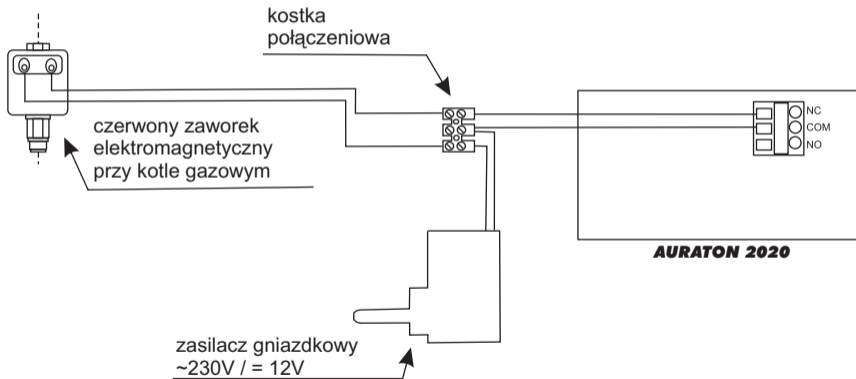 kostka
połączeniowa
czerwony zaworek
elektromagnetyczny
przy kotle gazowym
NC
COM
NO
AURATON 2020
zasilacz gniazdkowy
~230V / = 12V